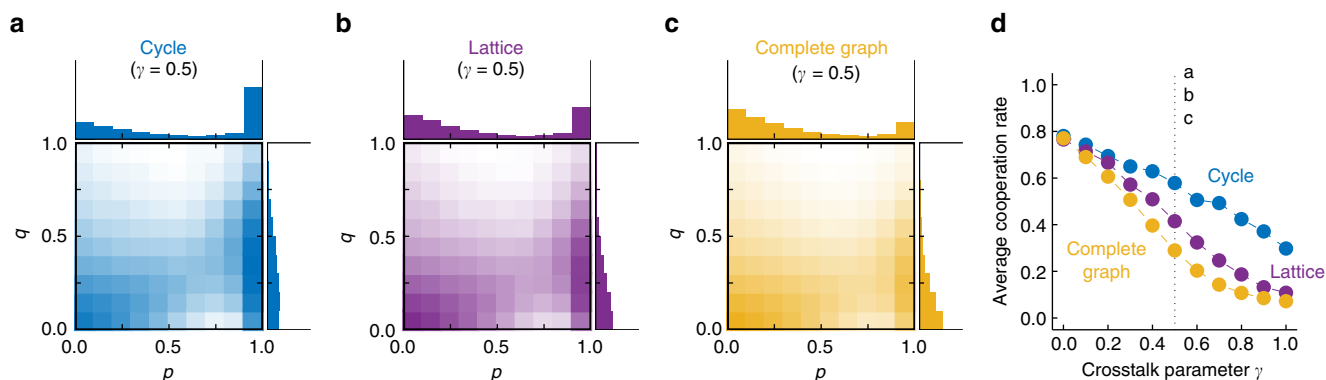 a
Cycle
(γ = 0.5)
1.0
q
0.5
0.0
0.0
0.5
1.0
p
b
Lattice
(γ = 0.5)
1.0
q
0.5
0.0
0.0
0.5
1.0
p
c
Complete graph
(γ = 0.5)
1.0
q
0.5
0.0
0.0
0.5
1.0
p
d
Average cooperation rate
1.0
0.8
0.6
0.4
0.2
0.0
a
b
c
Cycle
Complete
graph
Lattice
0.0 0.2 0.4 0.6 0.8 1.0
Crosstalk parameter γ